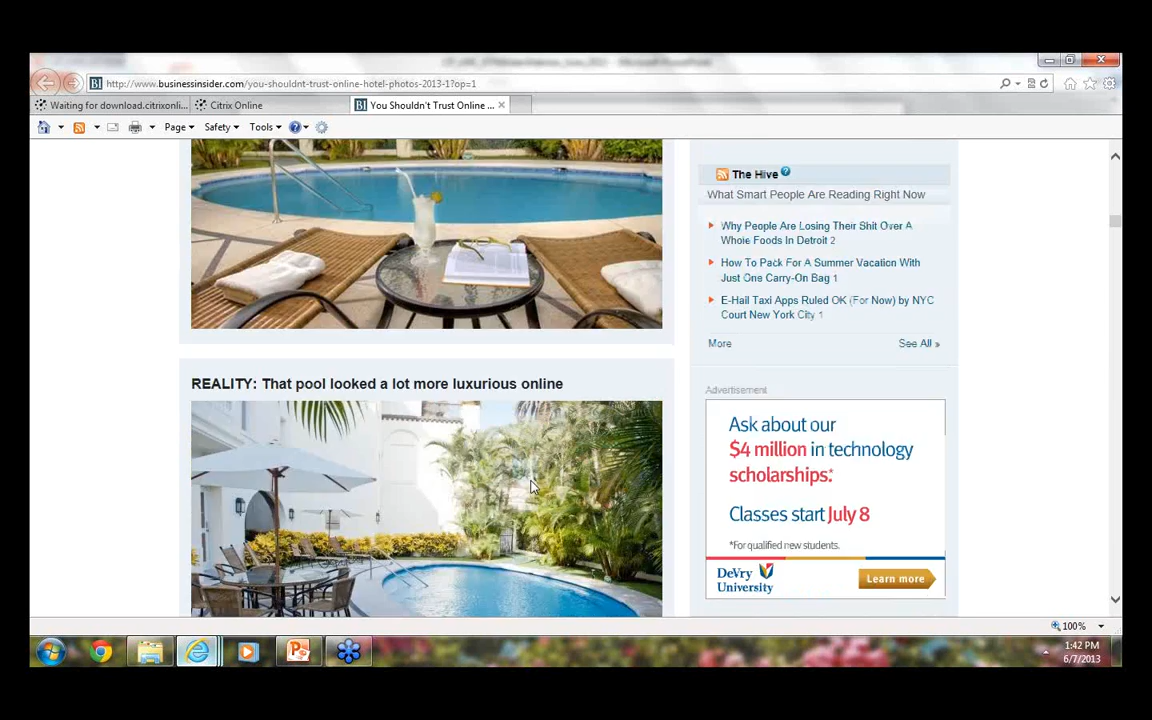 http://www.businessinsider.com/you-shouldnt-trust-online-hotel-photos-2013-1?op=1
Waiting for download.citrixonli...
Citrix Online
BI
You Shouldn't Trust Online ...
Page
Safety
Tools
The Hive
What Smart People Are Reading Right Now
Why People Are Losing Their Shit Over A
Whole Foods In Detroit 2
How To Pack For A Summer Vacation With
Just One Carry-On Bag 1
E-Hail Taxi Apps Ruled OK (For Now) by NYC
Court New York City 1
More
See All »
REALITY: That pool looked a lot more luxurious online
Advertisement
Ask about our
$4 million in technology
scholarships.*
Classes start July 8
*For qualified new students.
DeVry
University
Learn more
100%
1:42 PM
6/7/2013